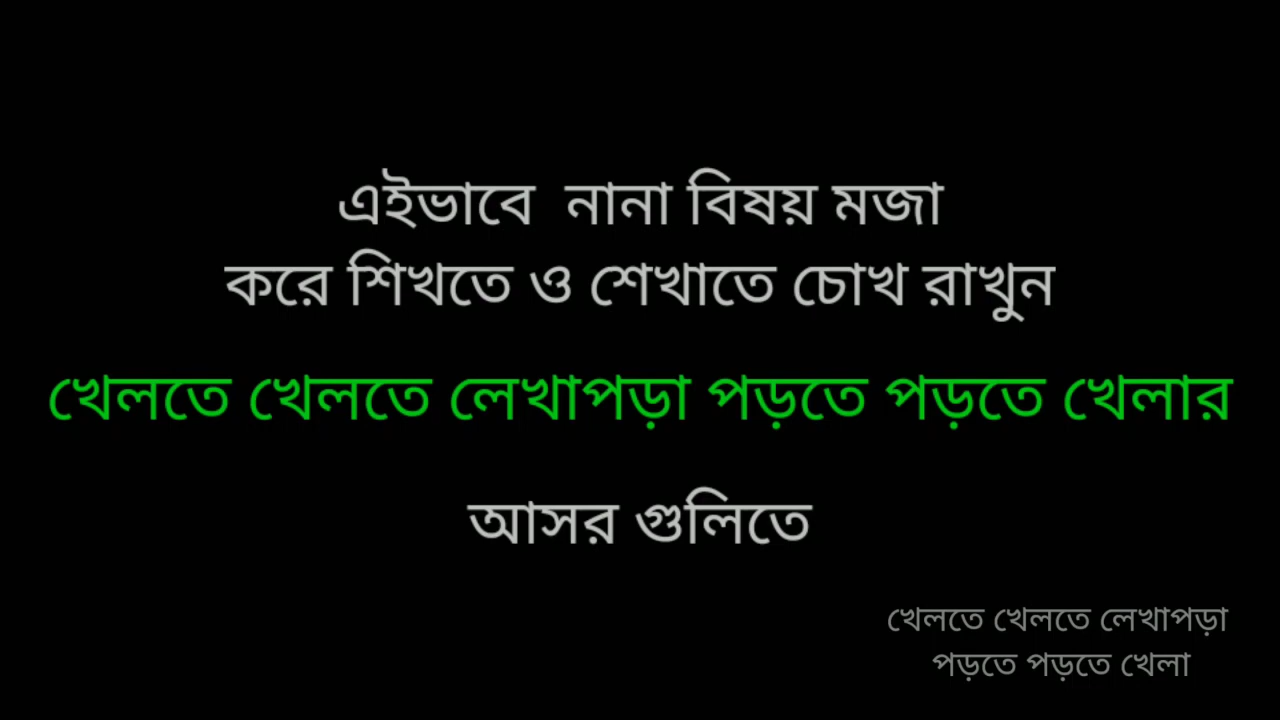 এইভাবে  নানা বিষয় মজা
করে শিখতে ও শেখাতে চোখ রাখুন
খেলতে খেলতে লেখাপড়া পড়তে পড়তে খেলার
আসর গুলিতে
খেলতে খেলতে লেখাপড়া
পড়তে পড়তে খেলা